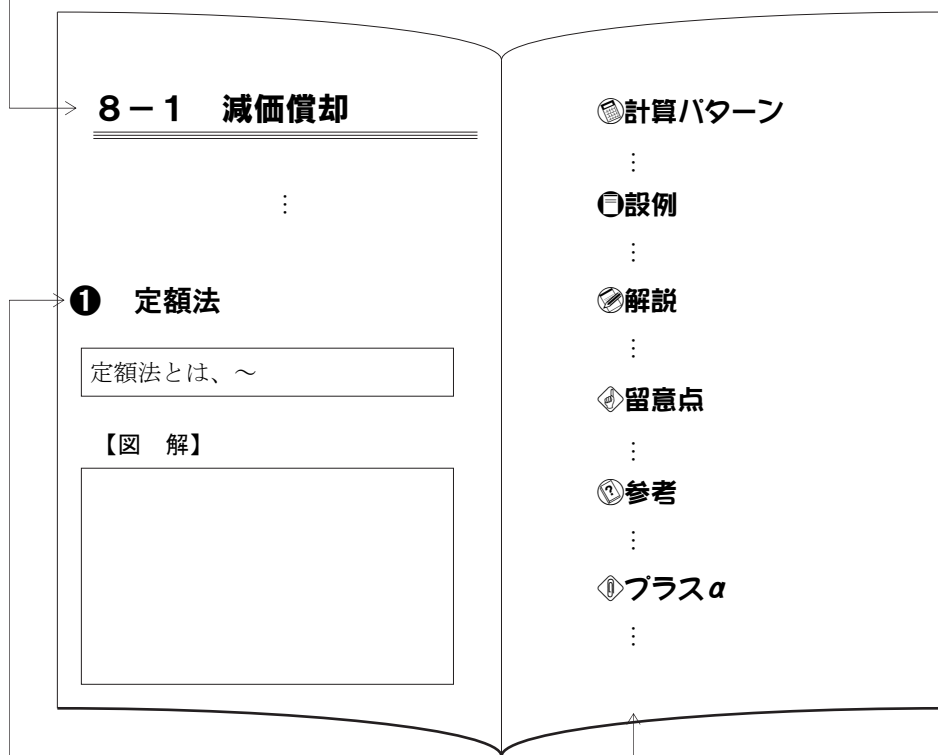 8－1　減価償却
⋮
❶　定額法
定額法とは、～
【図　解】
計算パターン
⋮
設例
⋮
解説
⋮
留意点
⋮
参考
⋮
プラスα
⋮